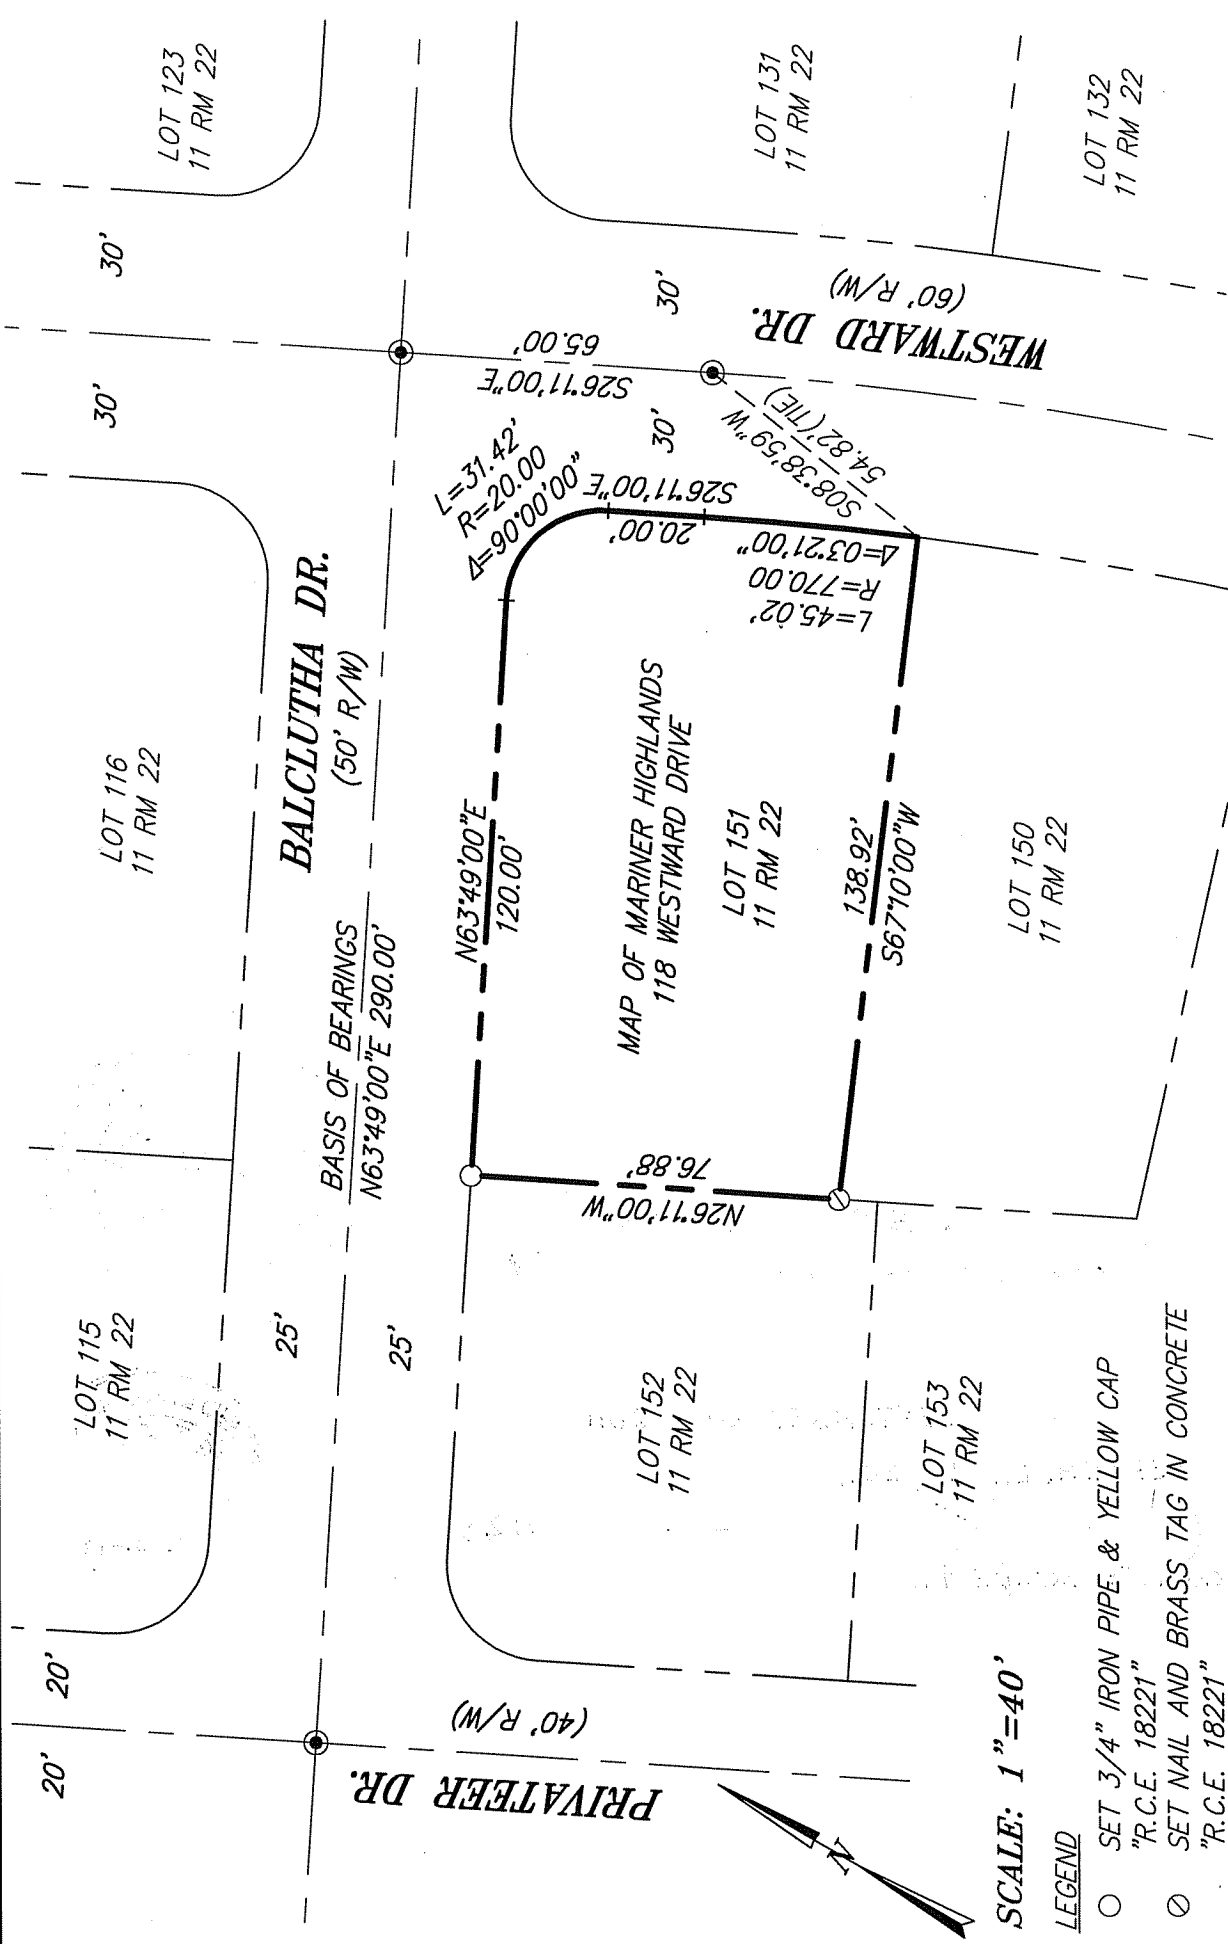 LOT 123
11 RM 22
LOT 131
11 RM 22
LOT 132
11 RM 22
30'
30'
30'
30'
(60' R/W)
WESTWARD DR.
65.00'
S26°11'00"E
S08°38'59"W
54.82'(TIE)
L=31.42'
R=20.00
Δ=90°00'00"
S26°11'00"E
20.00'
Δ=03°21'00"
R=770.00
L=45.02'
LOT 116
11 RM 22
BALCLUTHA DR.
(50' R/W)
N63°49'00"E
120.00'
MAP OF MARINER HIGHLANDS
118 WESTWARD DRIVE
LOT 151
11 RM 22
138.92'
S67°10'00"W
LOT 150
11 RM 22
BASIS OF BEARINGS
N63°49'00"E 290.00'
76.88'
N26°11'00"W
LOT 115
11 RM 22
25'
25'
LOT 152
11 RM 22
LOT 153
11 RM 22
20'
20'
(40' R/W)
PRIVATEER DR.
N
SCALE: 1"=40'
LEGEND
SET 3/4" IRON PIPE & YELLOW CAP
"R.C.E. 18221"
SET NAIL AND BRASS TAG IN CONCRETE
"R.C.E. 18221"